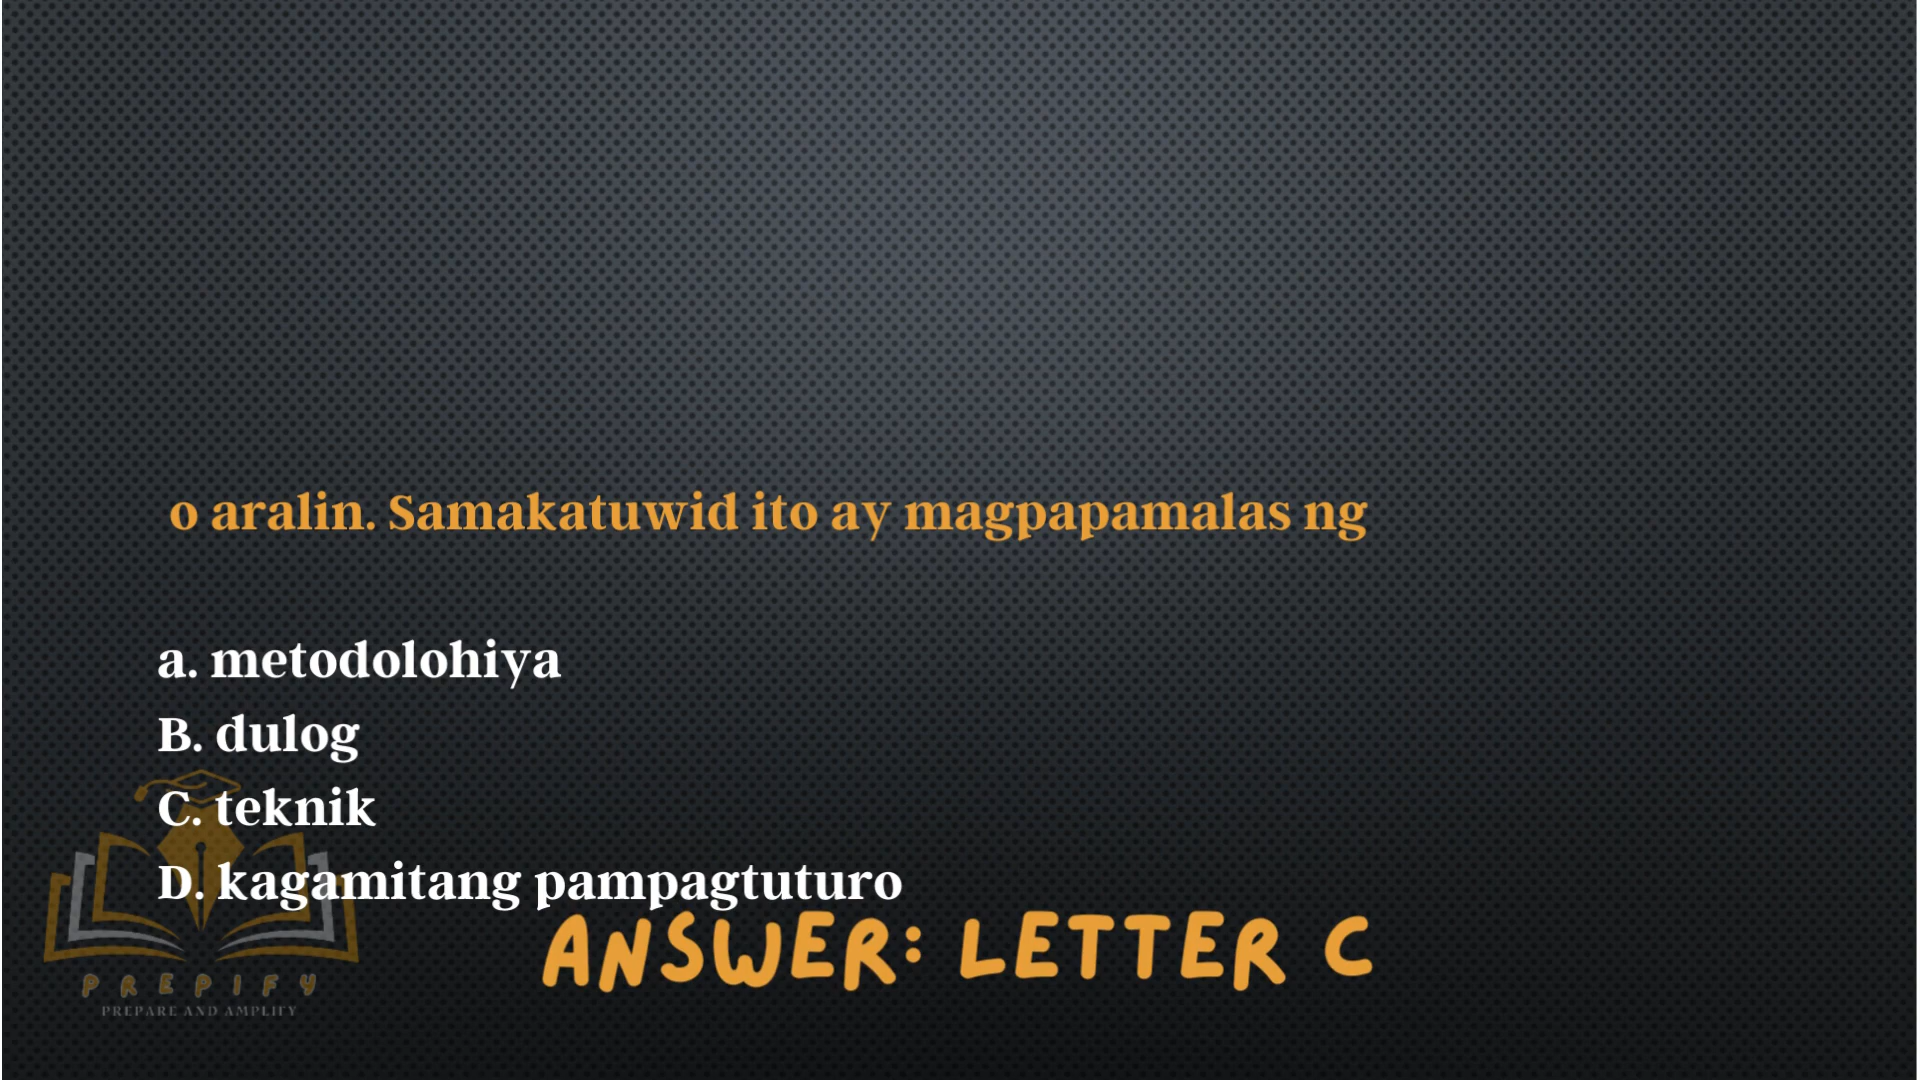 o aralin. Samakatuwid ito ay magpapamalas ng
a. metodolohiya
B. dulog
C. teknik
D. kagamitang pampagtuturo
ANSWER: LETTER C
PREPIFY
PREPARE AND AMPLIFY